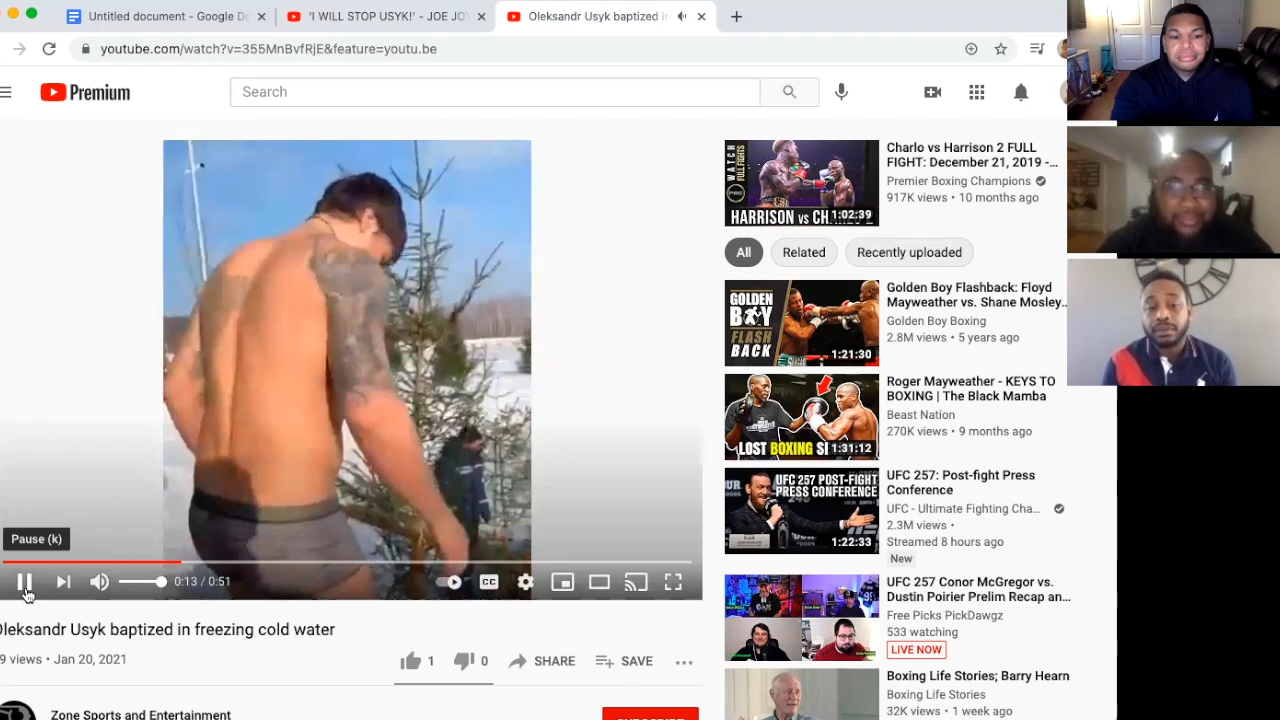 Untitled document - Google Do
'I WILL STOP USYK!' - JOE JOY
Oleksandr Usyk baptized in
youtube.com/watch?v=355MnBvfRjE&feature=youtu.be
Premium
Search
WATCH
FULL FIGHTS
PBC
HARRISON vs CH
1:02:39
Charlo vs Harrison 2 FULL
FIGHT: December 21, 2019 -...
Premier Boxing Champions
917K views • 10 months ago
All
Related
Recently uploaded
GOLDEN
BOY
FLASH
BACK
1:21:30
Golden Boy Flashback: Floyd
Mayweather vs. Shane Mosley...
Golden Boy Boxing
2.8M views • 5 years ago
LOST BOXING S
1:31:12
Roger Mayweather - KEYS TO
BOXING | The Black Mamba
Beast Nation
270K views • 9 months ago
UFC 257 POST-FIGHT
PRESS CONFERENCE
1:22:33
UFC 257: Post-fight Press
Conference
UFC - Ultimate Fighting Cha...
2.3M views •
Streamed 8 hours ago
New
UFC 257 Conor McGregor vs.
Dustin Poirier Prelim Recap an...
Free Picks PickDawgz
533 watching
LIVE NOW
Boxing Life Stories; Barry Hearn
Boxing Life Stories
32K views • 1 week ago
Pause (k)
0:13 / 0:51
CC
Oleksandr Usyk baptized in freezing cold water
9 views • Jan 20, 2021
1
0
SHARE
SAVE
Zone Sports and Entertainment
SUBSCRIBE